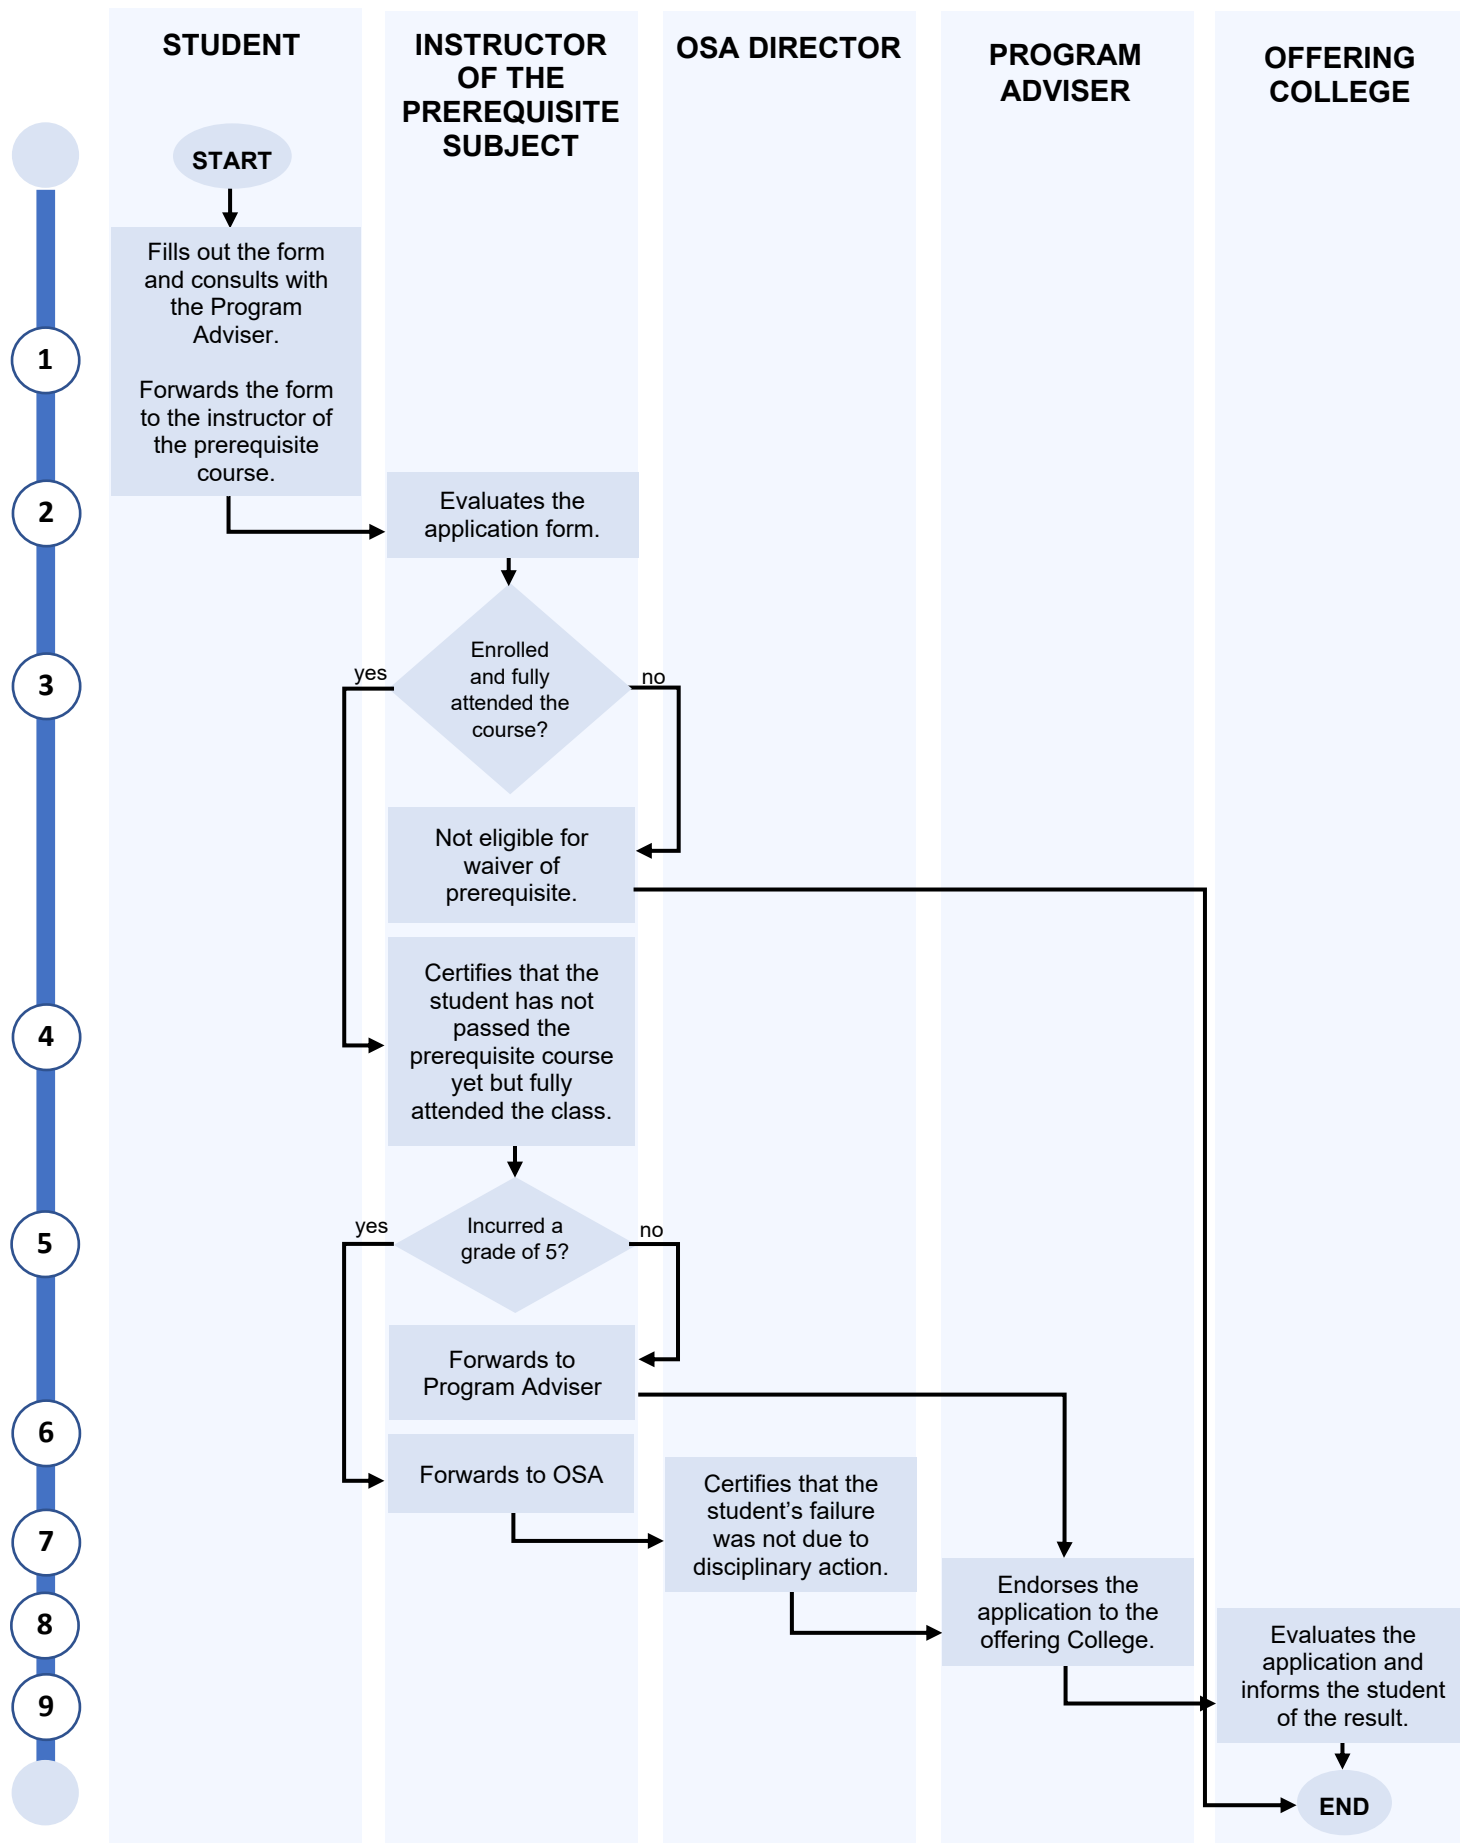 STUDENT
INSTRUCTOR
OF THE
PREREQUISITE
SUBJECT
OSA DIRECTOR
PROGRAM
ADVISER
OFFERING
COLLEGE
START
1
Fills out the form
and consults with
the Program
Adviser.
Forwards the form
to the instructor of
the prerequisite
course.
2
Evaluates the
application form.
3
yes
Enrolled
and fully
attended the
course?
no
Not eligible for
waiver of
prerequisite.
4
Certifies that the
student has not
passed the
prerequisite course
yet but fully
attended the class.
5
yes
Incurred a
grade of 5?
no
Forwards to
Program Adviser
6
Forwards to OSA
7
Certifies that the
student’s failure
was not due to
disciplinary action.
8
Endorses the
application to the
offering College.
9
Evaluates the
application and
informs the student
of the result.
END